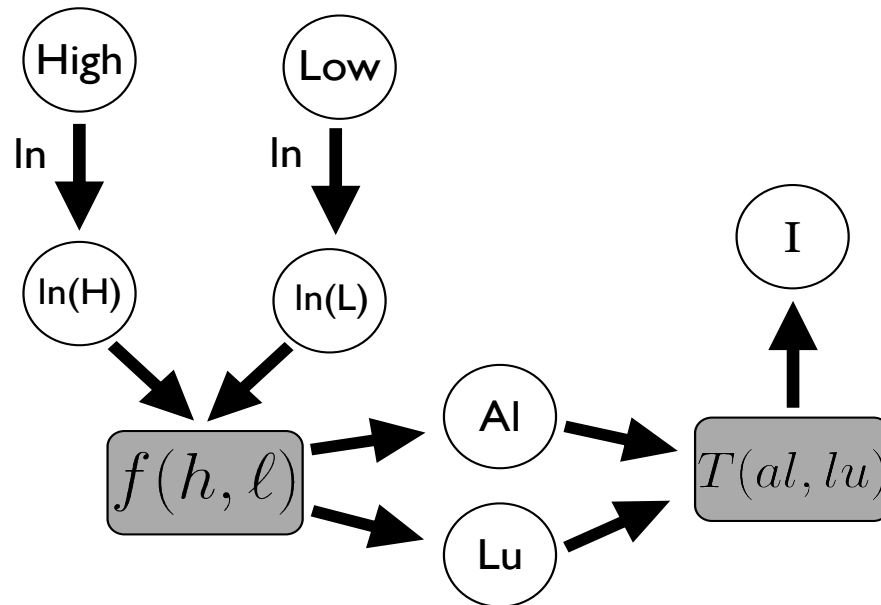 High
Low
ln
ln
ln(H)
ln(L)
I
f(h, ℓ)
Al
Lu
T(al, lu)